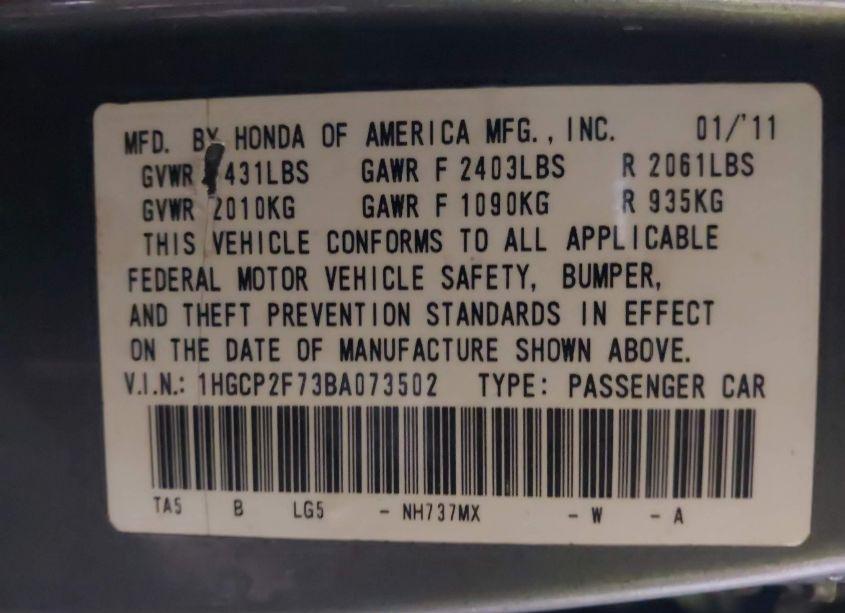 MFD. BY HONDA OF AMERICA MFG., INC. 01/'11
GVWR 431LBS GAWR F 2403LBS R 2061LBS
GVWR 2010KG GAWR F 1090KG R 935KG
THIS VEHICLE CONFORMS TO ALL APPLICABLE
FEDERAL MOTOR VEHICLE SAFETY, BUMPER,
AND THEFT PREVENTION STANDARDS IN EFFECT
ON THE DATE OF MANUFACTURE SHOWN ABOVE.
V.I.N.: 1HGCP2F73BA073502 TYPE: PASSENGER CAR
TA5 B LG5 - NH737MX - W - A